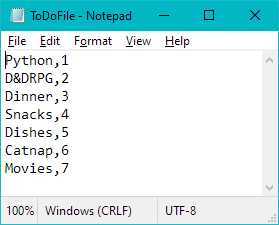 ToDoFile - Notepad
File Edit Format View Help
Python,1
D&DRPG,2
Dinner,3
Snacks,4
Dishes,5
Catnap,6
Movies,7
100% Windows (CRLF) UTF-8